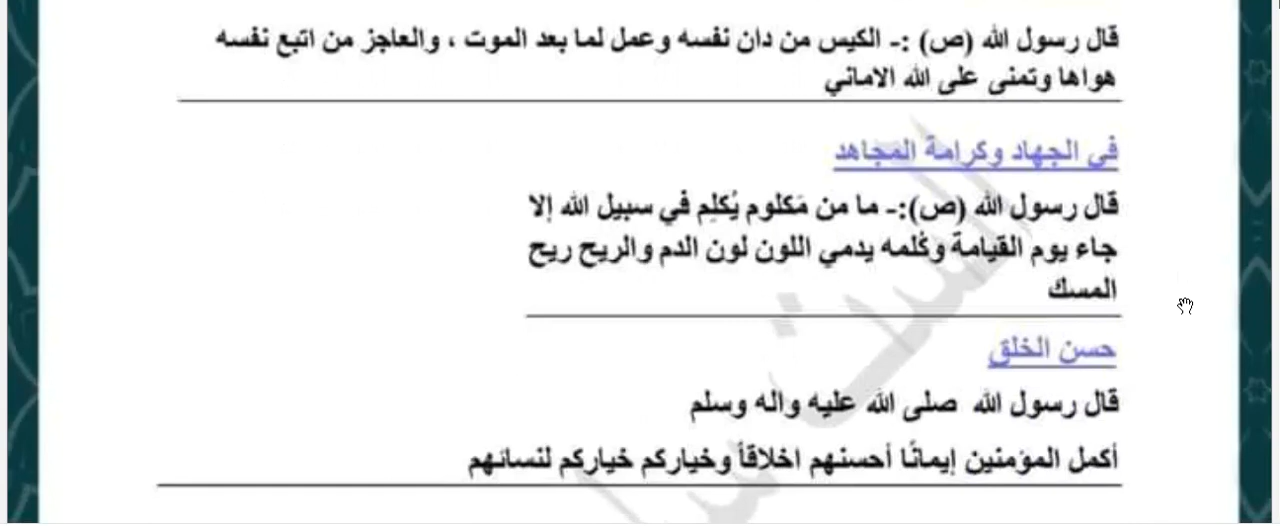 قال رسول الله (ص) :- الكيس من دان نفسه وعمل لما بعد الموت ، والعاجز من اتبع نفسه
هواها وتمنى على الله الاماني
في الجهاد وكرامة المجاهد
قال رسول الله (ص):- ما من مَكلوم يُكلِم في سبيل الله إلا
جاء يوم القيامة وكُلمه يدمي اللون لون الدم والريح ريح
المسك
حسن الخلق
قال رسول الله صلى الله عليه واله وسلم
أكمل المؤمنين إيمانًا أحسنهم اخلاقاً وخياركم خياركم لنسائهم